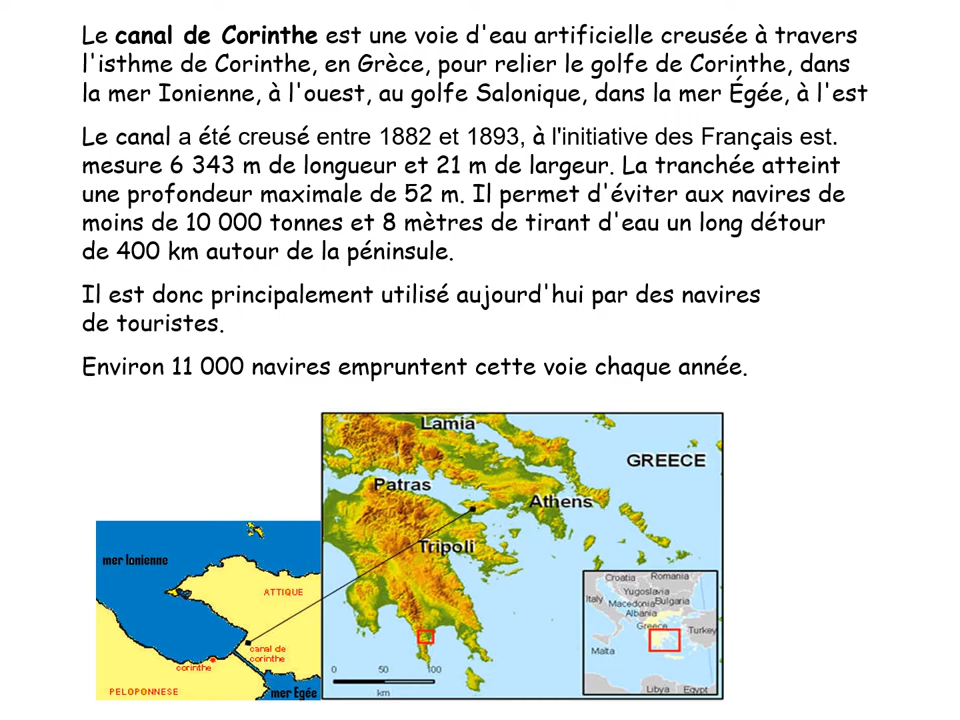 Le canal de Corinthe est une voie d'eau artificielle creusée à travers
l'isthme de Corinthe, en Grèce, pour relier le golfe de Corinthe, dans
la mer Ionienne, à l'ouest, au golfe Salonique, dans la mer Égée, à l'est
Le canal a été creusé entre 1882 et 1893, à l'initiative des Français est.
mesure 6 343 m de longueur et 21 m de largeur. La tranchée atteint
une profondeur maximale de 52 m. Il permet d'éviter aux navires de
moins de 10 000 tonnes et 8 mètres de tirant d'eau un long détour
de 400 km autour de la péninsule.
Il est donc principalement utilisé aujourd'hui par des navires
de touristes.
Environ 11 000 navires empruntent cette voie chaque année.
Lamia
GREECE
Patras
Athens
Tripoli
mer Ionienne
ATTIQUE
canal de
corinthe
corinthe
PELOPONNESE
mer Egée
0 50 100
km
Croatia Romania
Italy Yugoslavia
Macedonia Bulgaria
Albania
Greece
Turkey
Malta
Libya Egypt